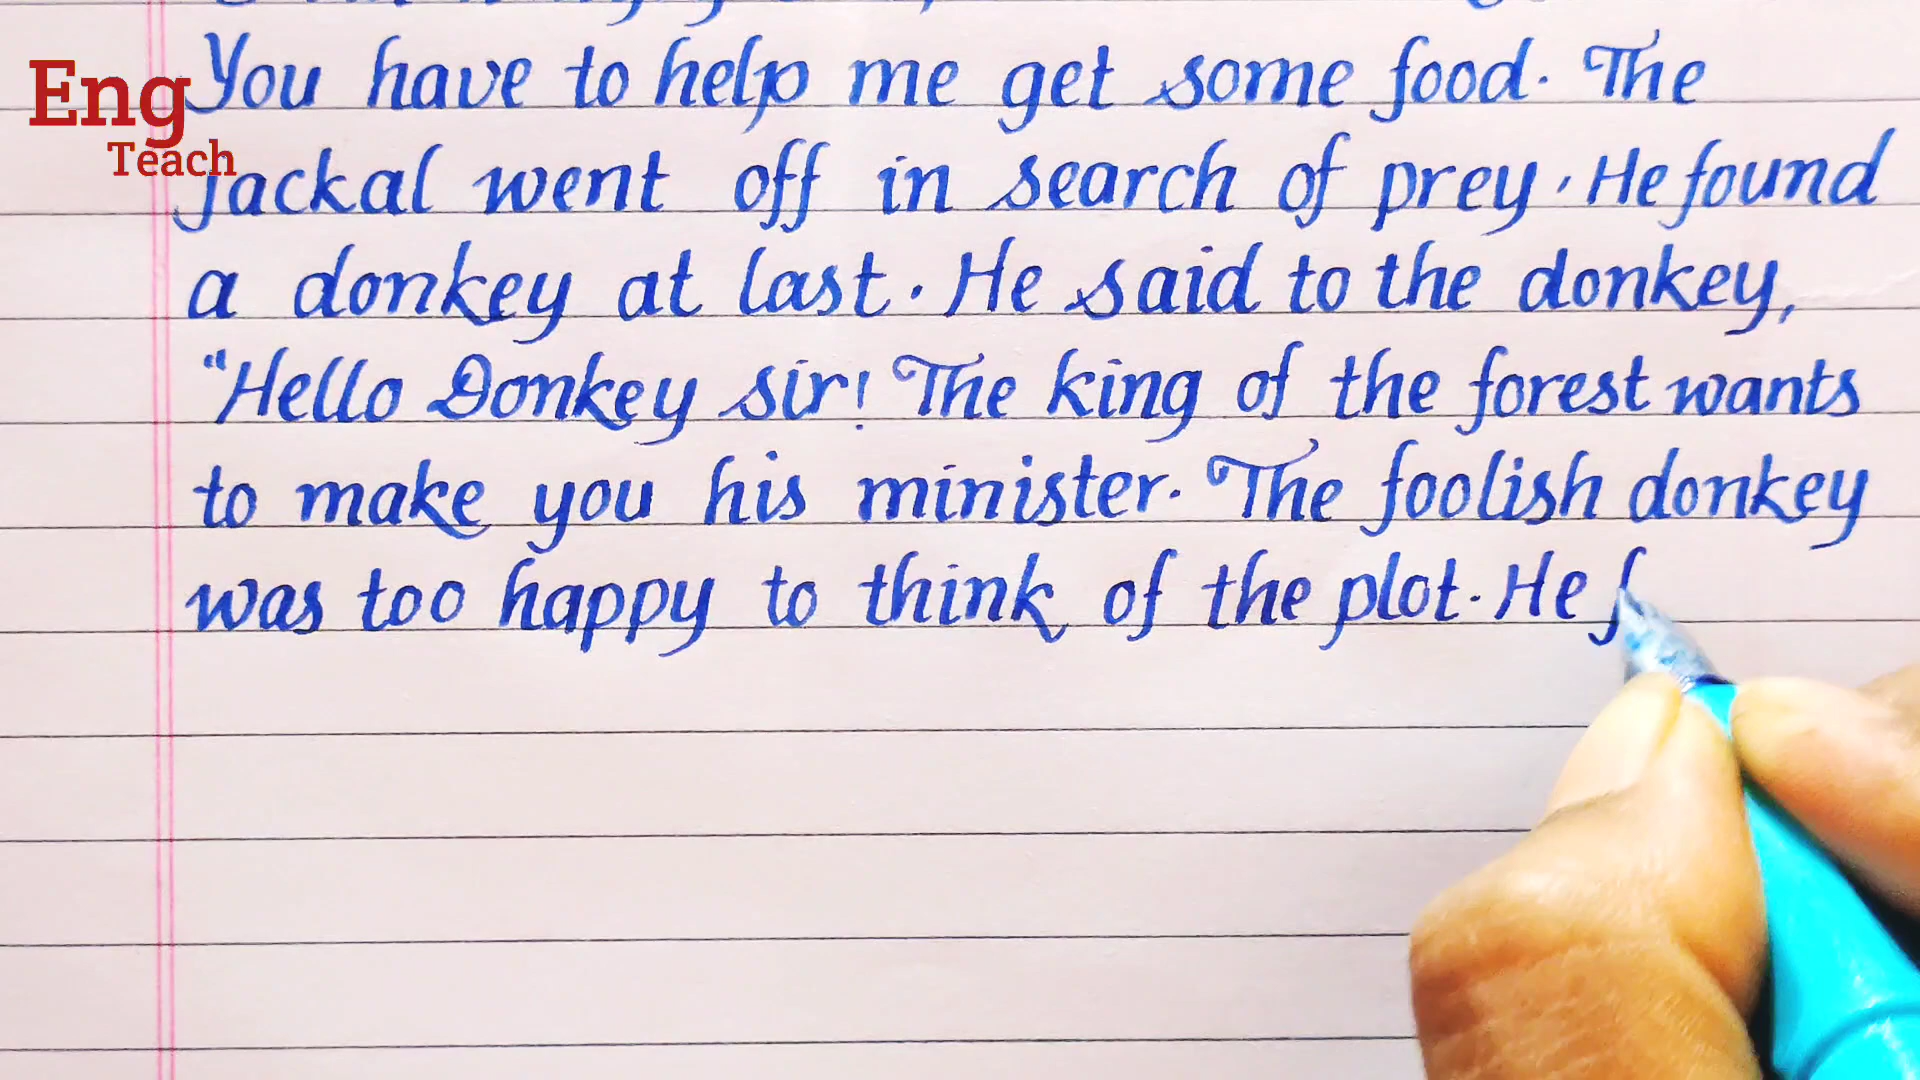 Eng
Teach
You have to help me get some food. The
jackal went off in search of prey. He found
a donkey at last. He said to the donkey,
"Hello Donkey sir! The king of the forest wants
to make you his minister. The foolish donkey
was too happy to think of the plot. He f